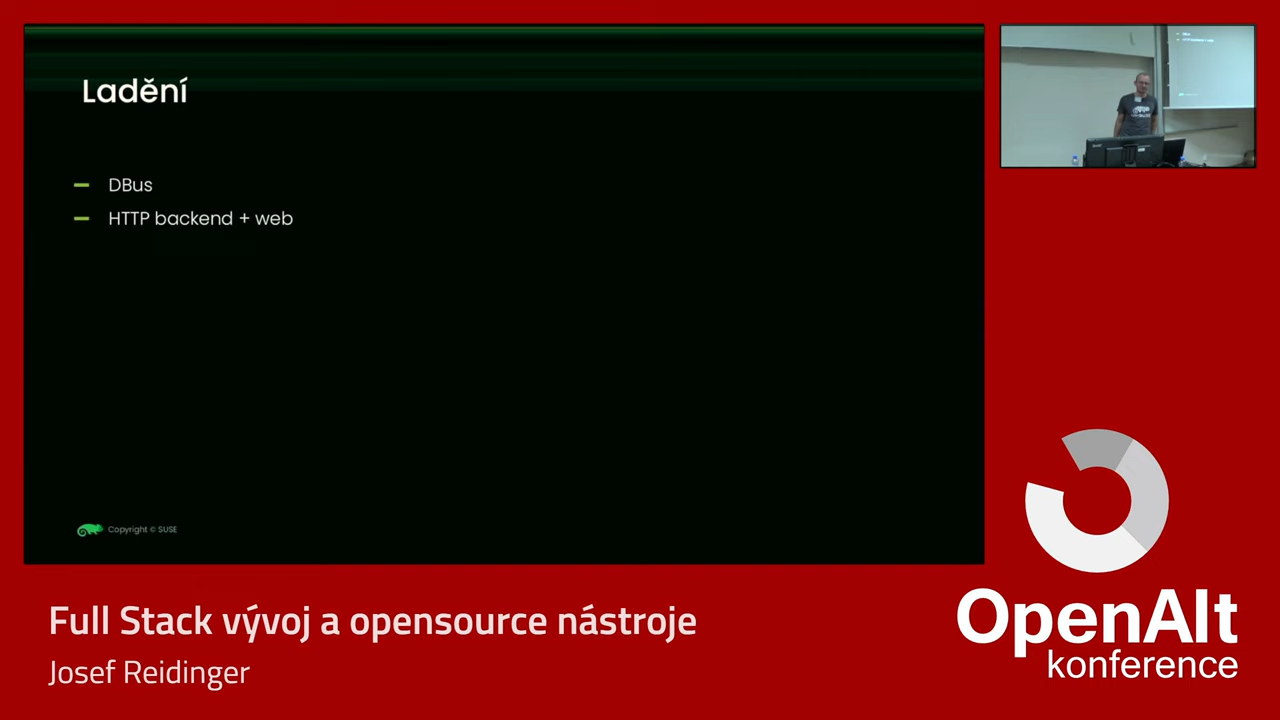 Ladění
DBus
HTTP backend + web
Copyright © SUSE
Full Stack vývoj a opensource nástroje
Josef Reidinger
OpenAlt
konference